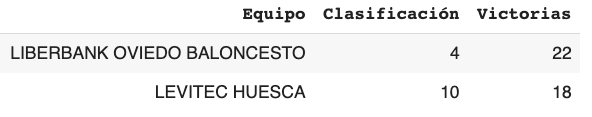 Equipo Clasificación Victorias
LIBERBANK OVIEDO BALONCESTO 4 22
LEVITEC HUESCA 10 18